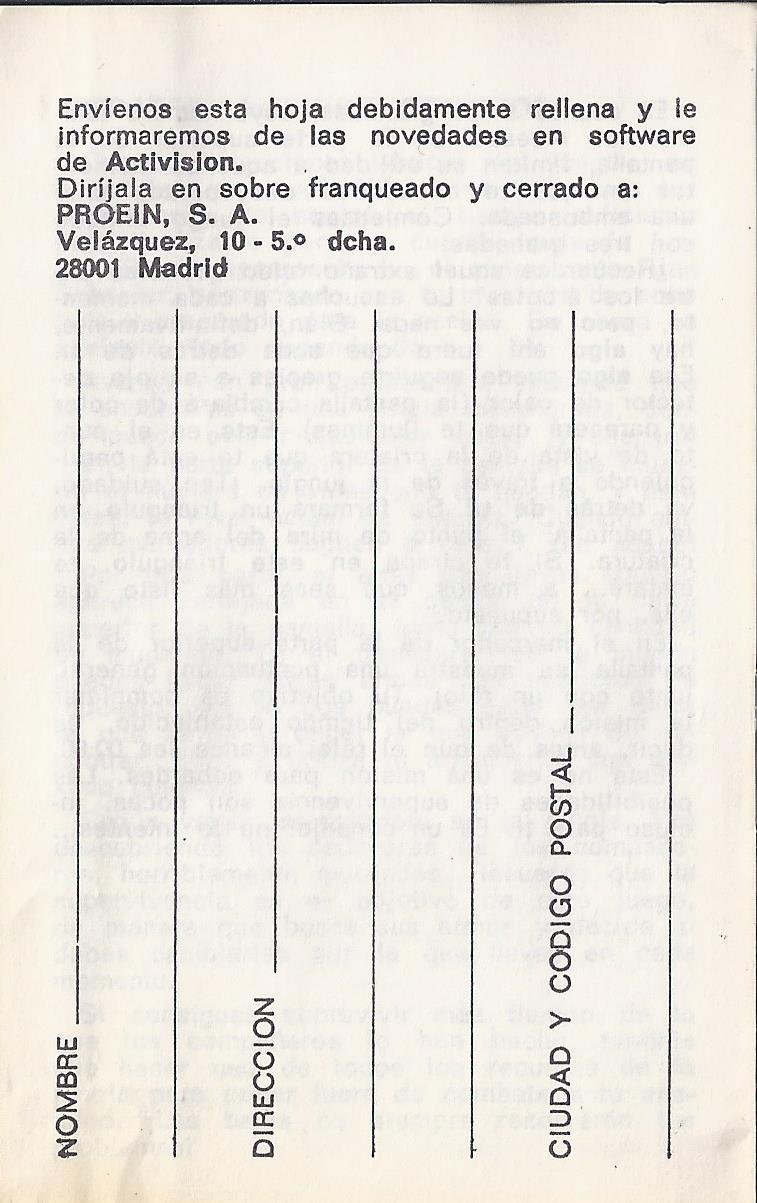 Envíenos esta hoja debidamente rellena y le
informaremos de las novedades en software
de Activision.
Diríjala en sobre franqueado y cerrado a:
PROEIN, S. A.
Velázquez, 10 - 5.º dcha.
28001 Madrid
NOMBRE
DIRECCION
CIUDAD Y CODIGO POSTAL